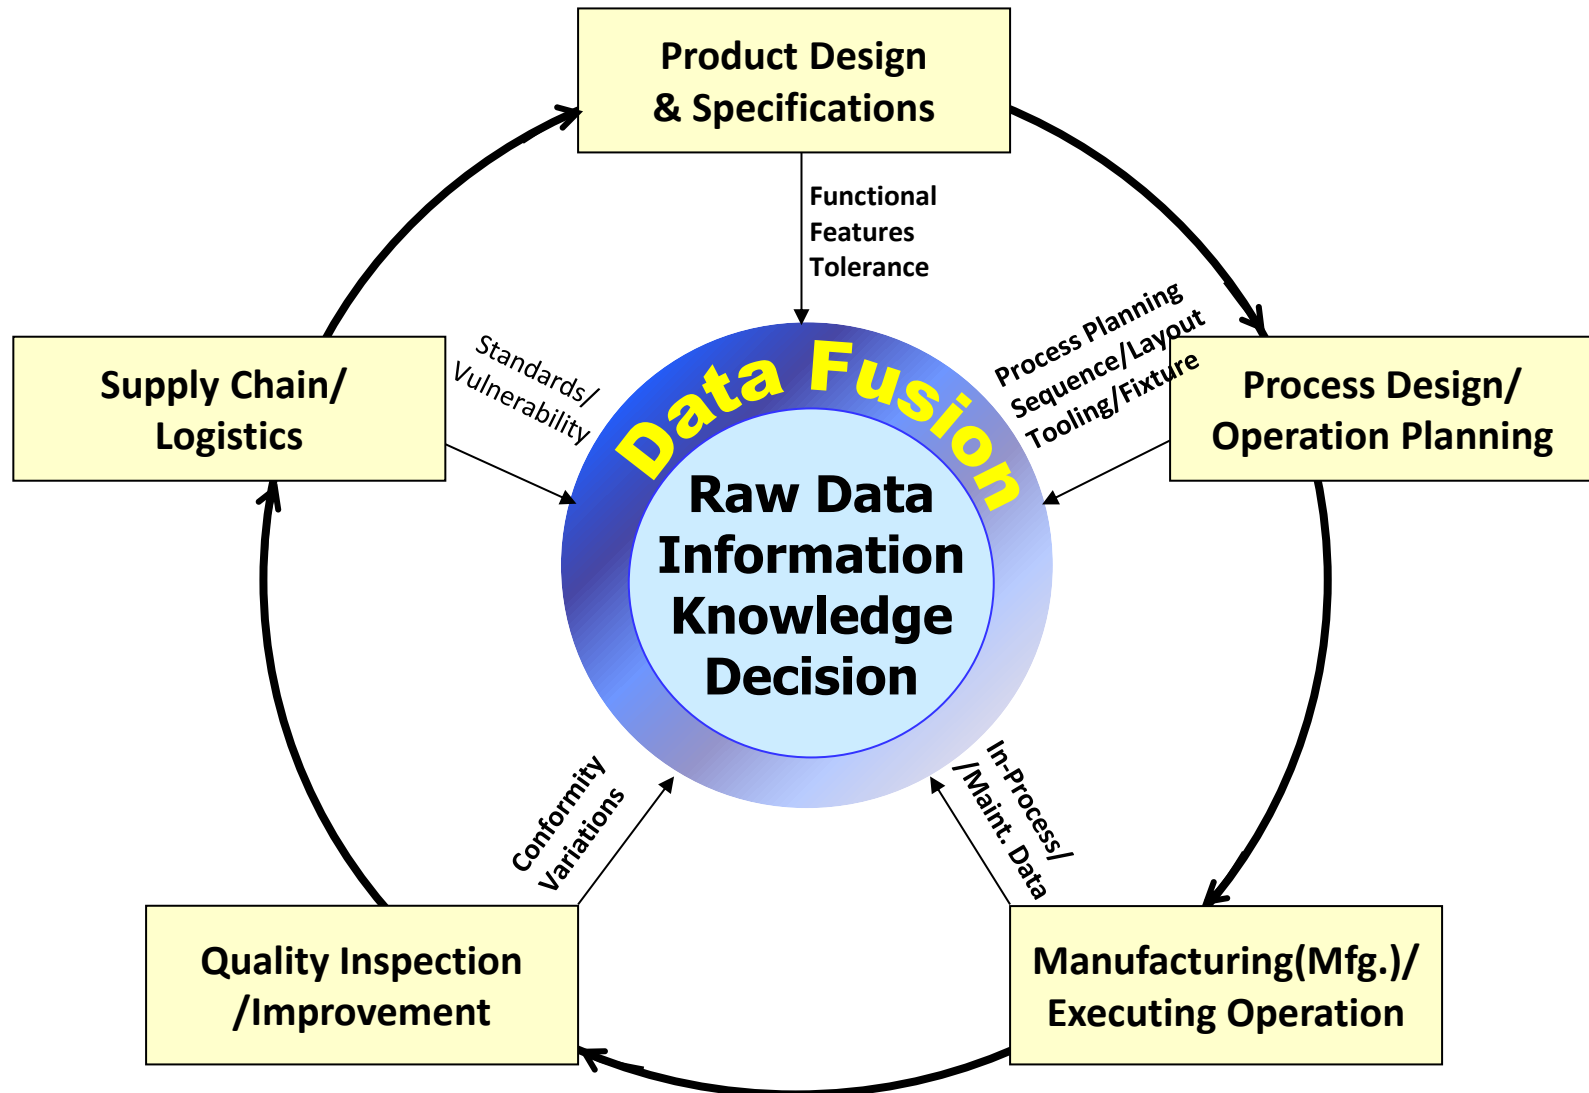 Product Design
& Specifications
Functional
Features
Tolerance
Process Planning
Sequence/Layout
Tooling/Fixture
Standards/
Vulnerability
Supply Chain/
Logistics
Process Design/
Operation Planning
Data Fusion
Raw Data
Information
Knowledge
Decision
Conformity
Variations
In-Process/
/Maint. Data
Quality Inspection
/Improvement
Manufacturing(Mfg.)/
Executing Operation